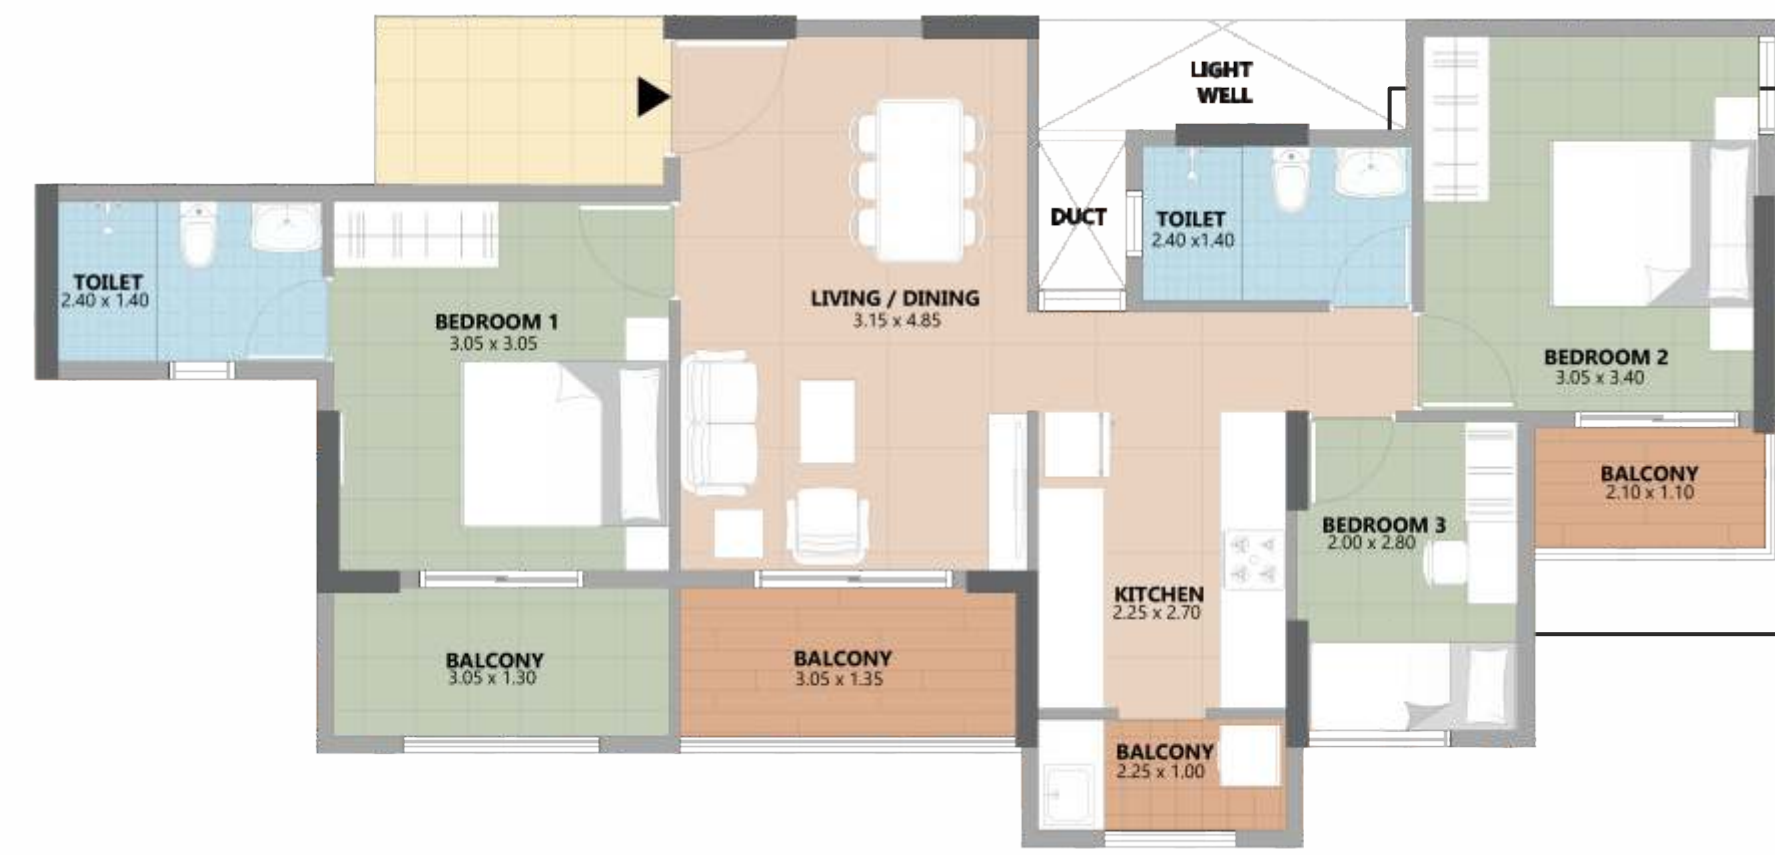 LIGHT
WELL
DUCT
TOILET
2.40 x1.40
TOILET
2.40 x 1.40
BEDROOM 1
3.05 x 3.05
LIVING / DINING
3.15 x 4.85
BEDROOM 2
3.05 x 3.40
BALCONY
2.10 x 1.10
BEDROOM 3
2.00 x 2.80
KITCHEN
2.25 x 2.70
BALCONY
3.05 x 1.30
BALCONY
3.05 x 1.35
BALCONY
2.25 x 1.00